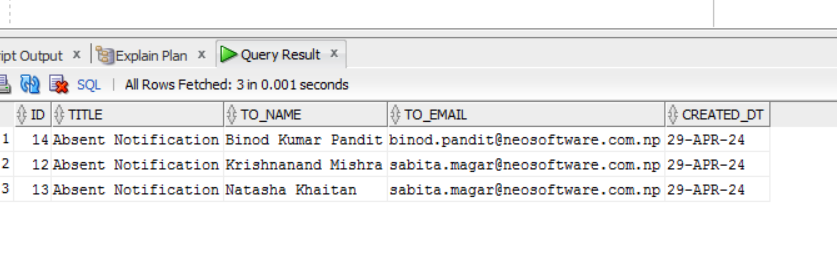 ipt Output x Explain Plan x Query Result x
SQL | All Rows Fetched: 3 in 0.001 seconds
ID TITLE TO_NAME TO_EMAIL CREATED_DT
1 14 Absent Notification Binod Kumar Pandit binod.pandit@neosoftware.com.np 29-APR-24
2 12 Absent Notification Krishnanand Mishra sabita.magar@neosoftware.com.np 29-APR-24
3 13 Absent Notification Natasha Khaitan sabita.magar@neosoftware.com.np 29-APR-24